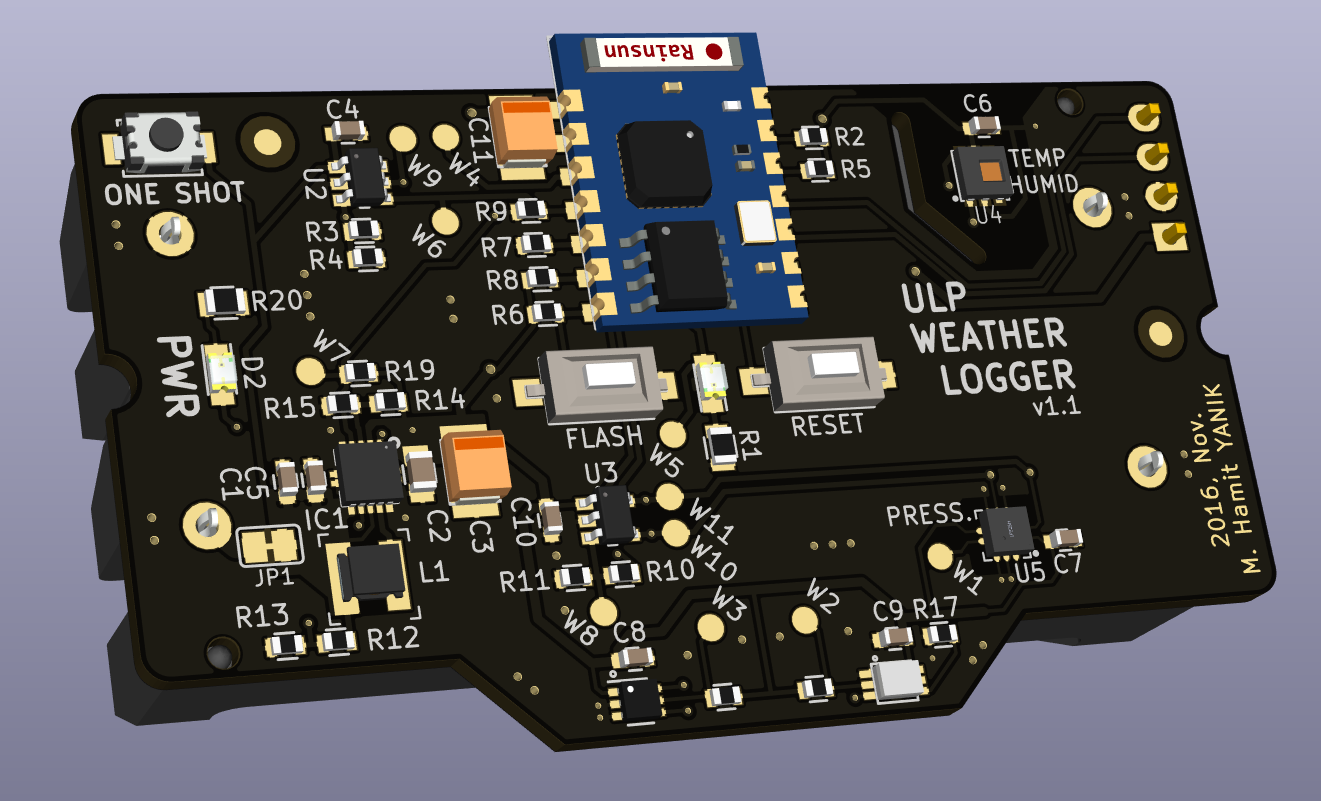 Rainsun
C4
C11
C6
R2
R5
TEMP
HUMID
U4
ONE SHOT
U2
W9
W4
R3
R4
W6
R9
R7
R8
R6
R20
PWR
D2
W7
R19
R15
R14
ULP
WEATHER
LOGGER
v1.1
FLASH
RESET
W5
R1
U3
C1
C5
IC1
C2
C3
C10
W11
W10
PRESS.
U5
C7
W1
2016, Nov.
M. Hamit YANIK
JP1
L1
R11
R10
R13
R12
W8
W3
W2
C8
C9
R17